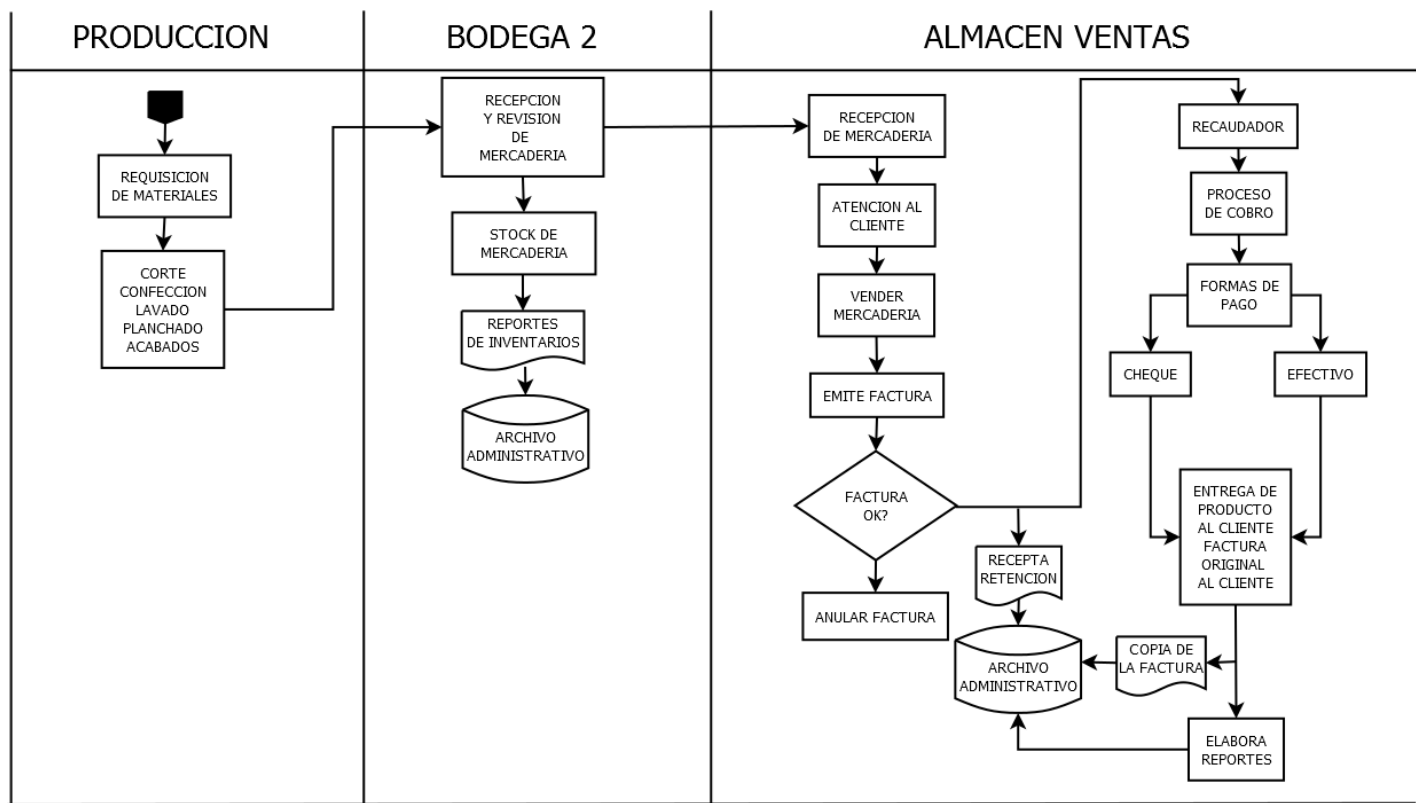 PRODUCCION
BODEGA 2
ALMACEN VENTAS
REQUISICION
DE MATERIALES
CORTE
CONFECCION
LAVADO
PLANCHADO
ACABADOS
RECEPCION
Y REVISION
DE
MERCADERIA
STOCK DE
MERCADERIA
REPORTES
DE INVENTARIOS
ARCHIVO
ADMINISTRATIVO
RECEPCION
DE MERCADERIA
ATENCION AL
CLIENTE
VENDER
MERCADERIA
EMITE FACTURA
FACTURA
OK?
ANULAR FACTURA
RECEPTA
RETENCION
ARCHIVO
ADMINISTRATIVO
RECAUDADOR
PROCESO
DE COBRO
FORMAS DE
PAGO
CHEQUE
EFECTIVO
ENTREGA DE
PRODUCTO
AL CLIENTE
FACTURA
ORIGINAL
AL CLIENTE
COPIA DE
LA FACTURA
ELABORA
REPORTES